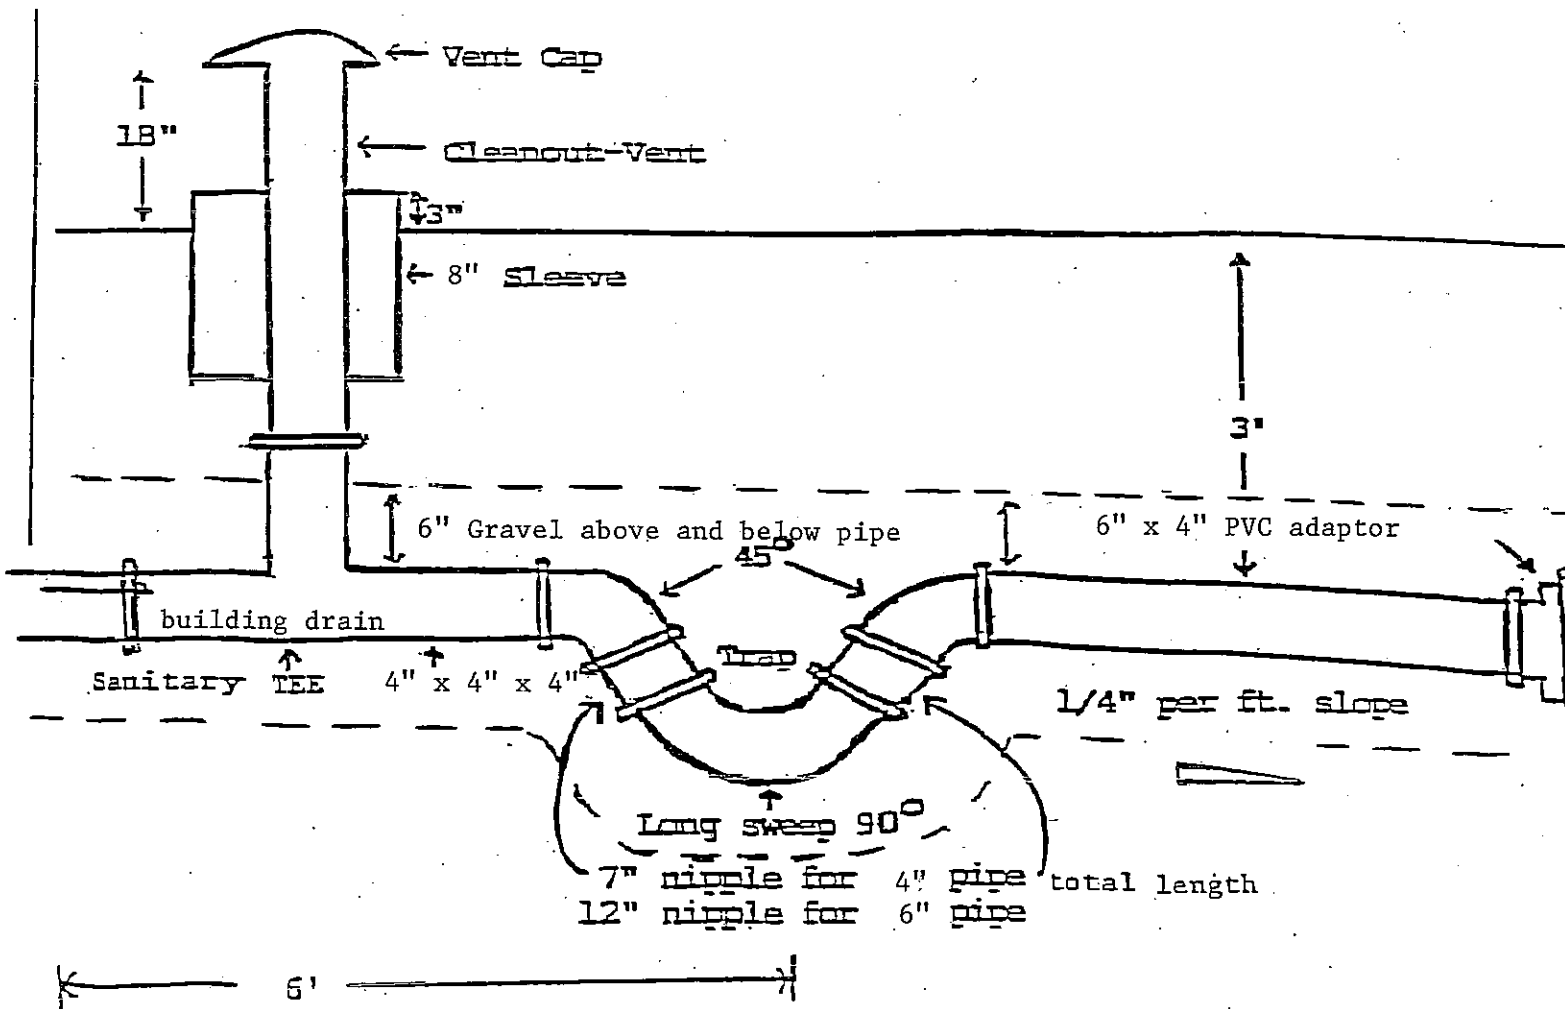 Vent Cap
18"
Cleanout-Vent
3"
8" Sleeve
3"
6" Gravel above and below pipe
6" x 4" PVC adaptor
45°
building drain
Trap
Sanitary TEE
4" x 4" x 4"
1/4" per ft. slope
Long sweep 90°
7" nipple for 4" pipe total length
12" nipple for 6" pipe
6'